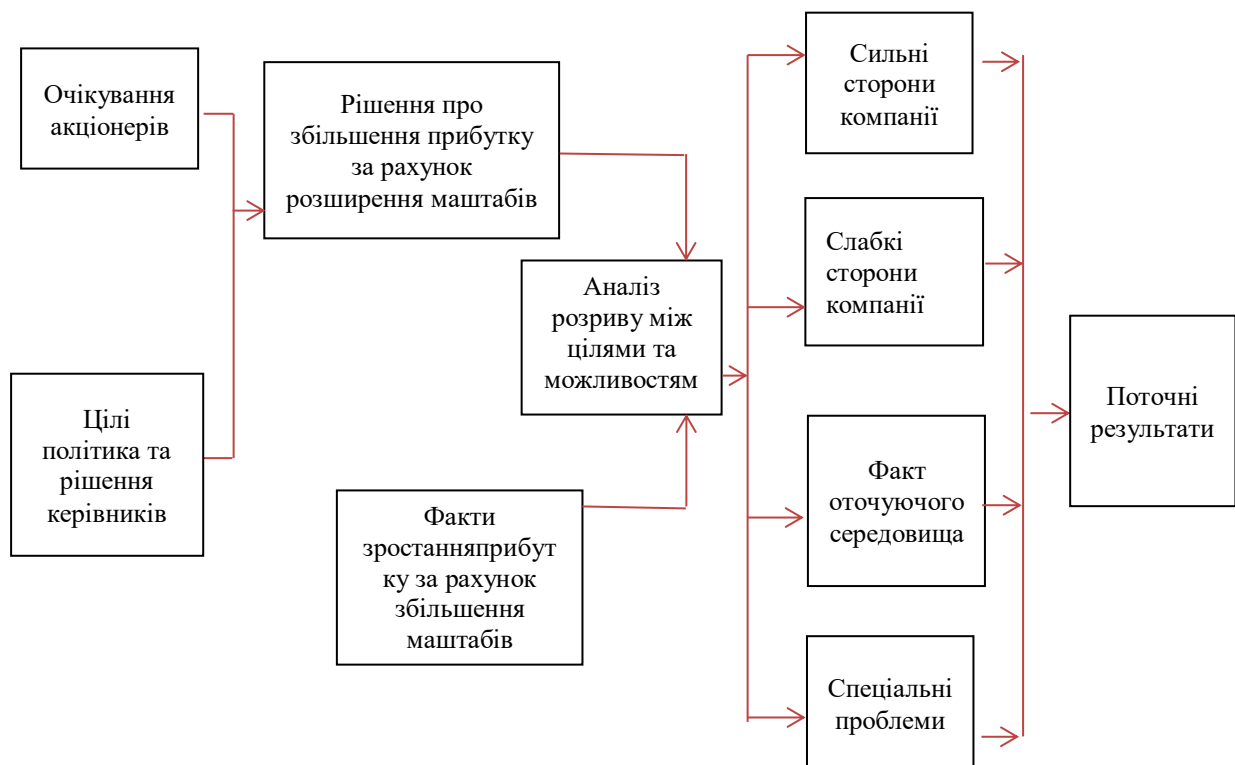 Очікування
акціонерів
Рішення про
збільшення прибутку
за рахунок
розширення маштабів
Сильні
сторони
компанії
Слабкі
сторони
компанії
Аналіз
розриву між
цілями та
можливостям
Цілі
політика та
рішення
керівників
Поточні
результати
Факт
оточуючого
середовища
Факти
зростанняприбут
ку за рахунок
збільшення
маштабів
Спеціальні
проблеми